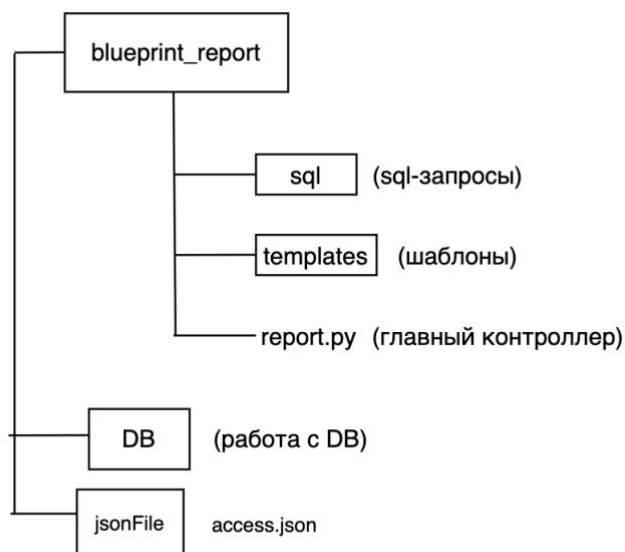 blueprint_report
sql (sql-запросы)
templates (шаблоны)
report.py (главный контроллер)
DB (работа с DB)
jsonFile access.json